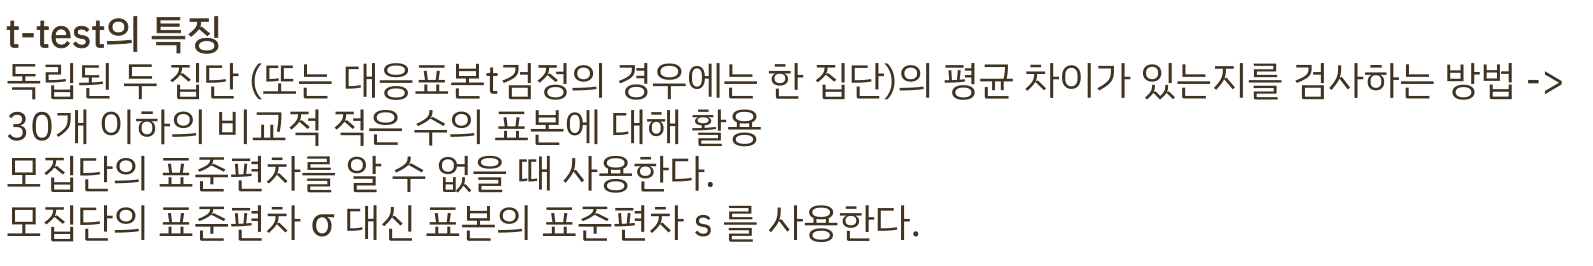 t-test의 특징
독립된 두 집단 (또는 대응표본t검정의 경우에는 한 집단)의 평균 차이가 있는지를 검사하는 방법 ->
30개 이하의 비교적 적은 수의 표본에 대해 활용
모집단의 표준편차를 알 수 없을 때 사용한다.
모집단의 표준편차 σ 대신 표본의 표준편차 s 를 사용한다.